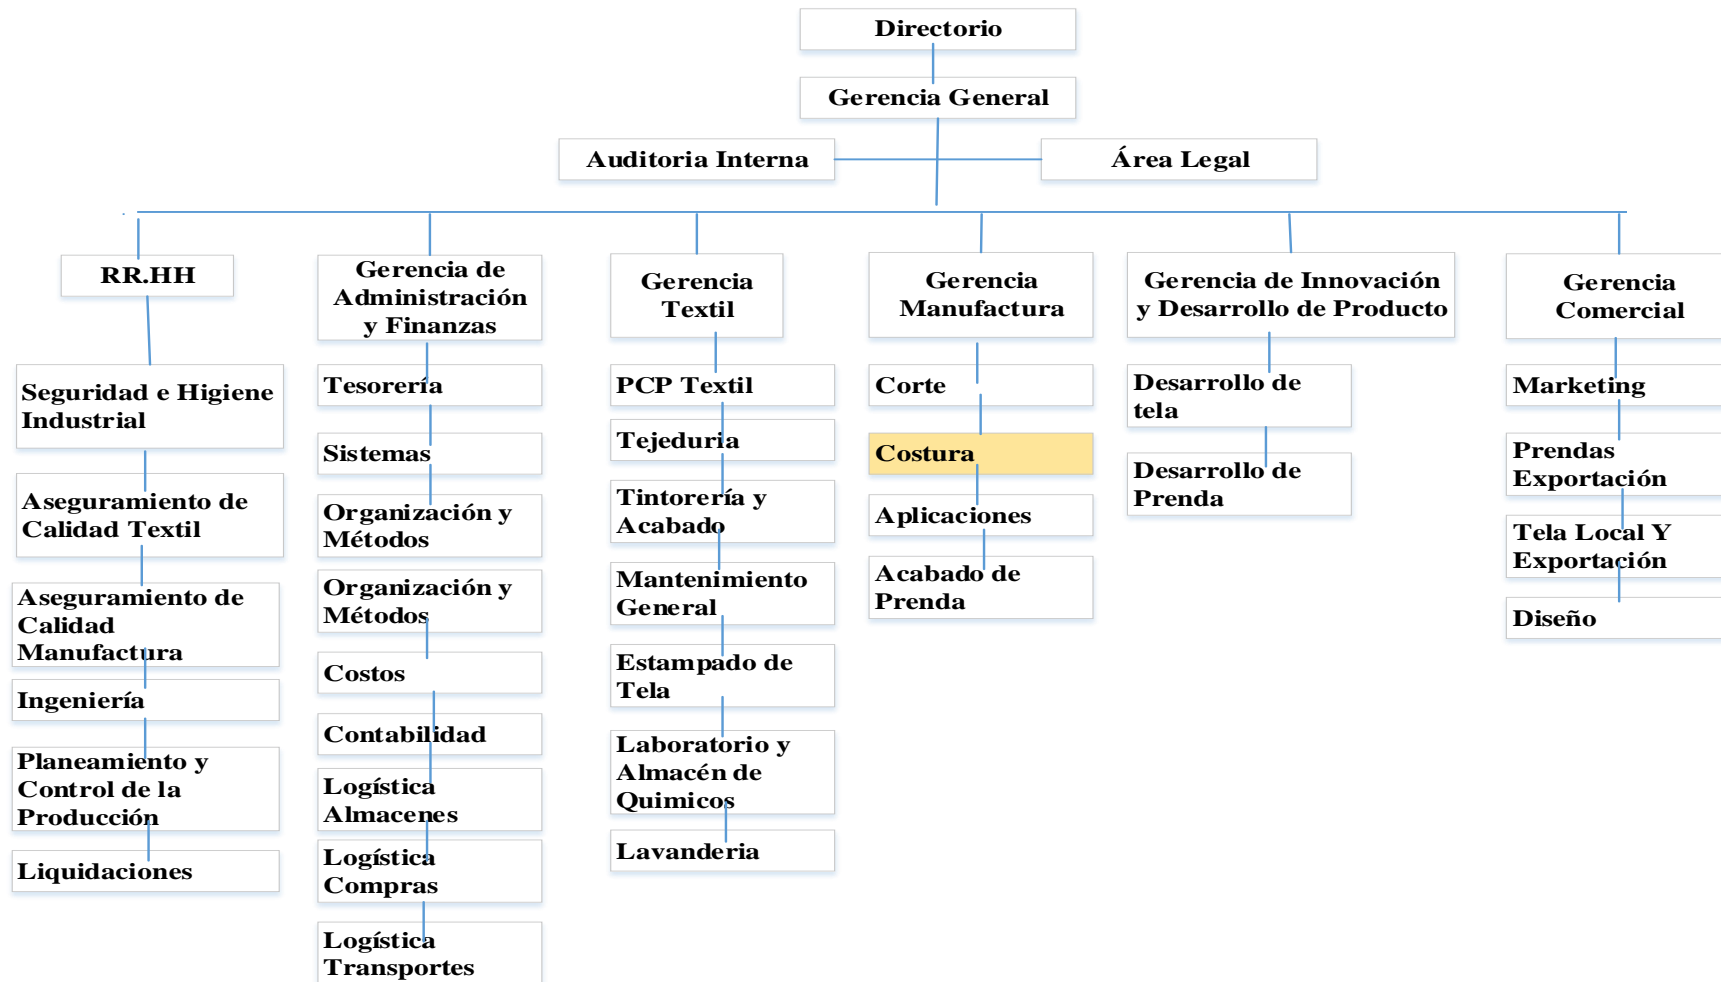 Directorio
Gerencia General
Auditoria Interna
Área Legal
RR.HH
Seguridad e Higiene
Industrial
Aseguramiento de
Calidad Textil
Aseguramiento de
Calidad
Manufactura
Ingeniería
Planeamiento y
Control de la
Producción
Liquidaciones
Gerencia de
Administración
y Finanzas
Tesorería
Sistemas
Organización y
Métodos
Organización y
Métodos
Costos
Contabilidad
Logística
Almacenes
Logística
Compras
Logística
Transportes
Gerencia
Textil
PCP Textil
Tejeduria
Tintorería y
Acabado
Mantenimiento
General
Estampado de
Tela
Laboratorio y
Almacén de
Quimicos
Lavanderia
Gerencia
Manufactura
Corte
Costura
Aplicaciones
Acabado de
Prenda
Gerencia de Innovación
y Desarrollo de Producto
Desarrollo de
tela
Desarrollo de
Prenda
Gerencia
Comercial
Marketing
Prendas
Exportación
Tela Local Y
Exportación
Diseño